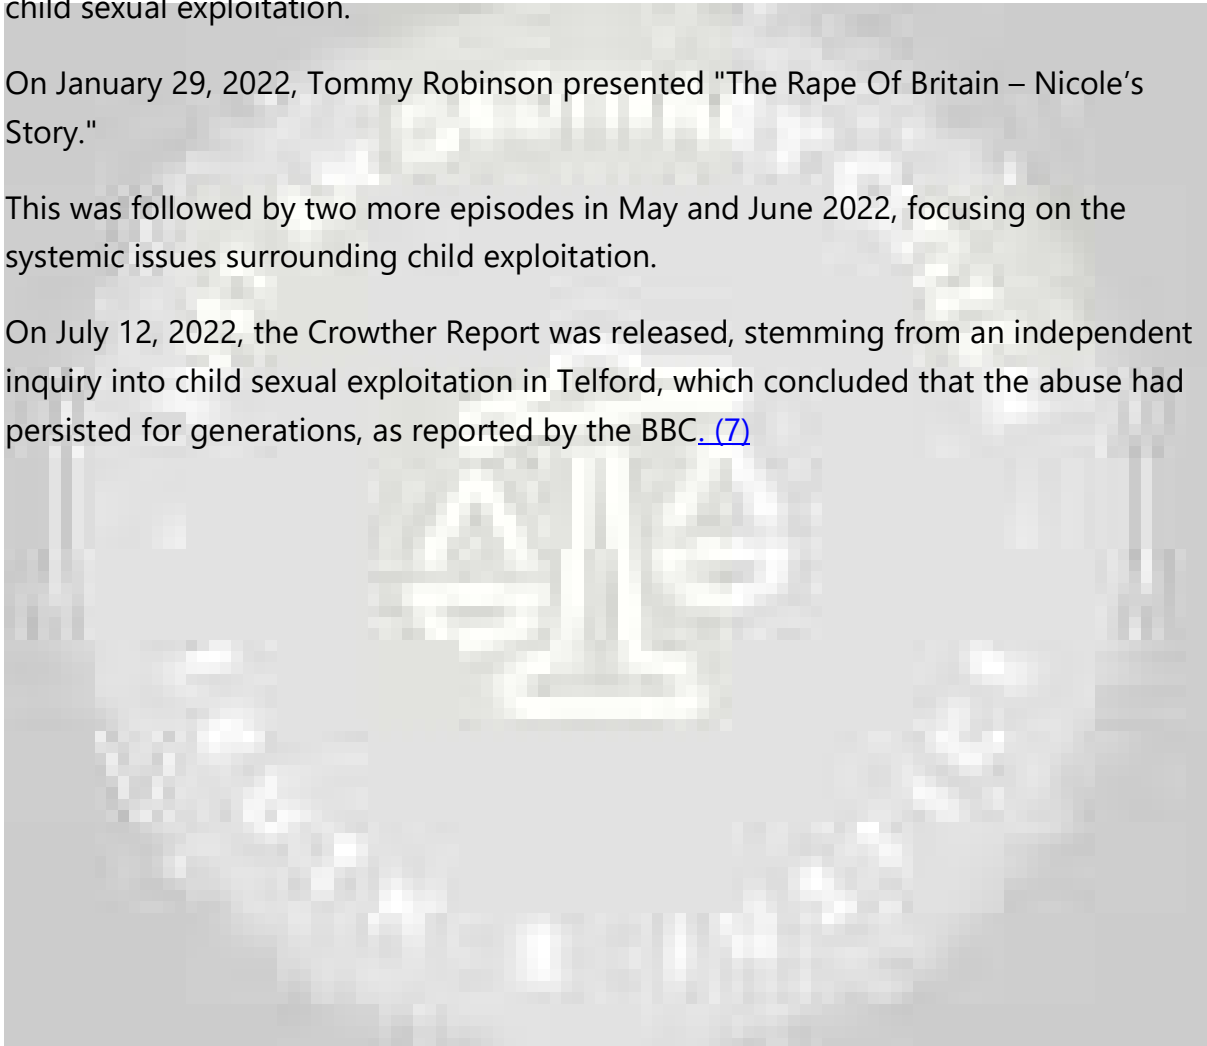 child sexual exploitation.
On January 29, 2022, Tommy Robinson presented "The Rape Of Britain – Nicole’s
Story."
This was followed by two more episodes in May and June 2022, focusing on the
systemic issues surrounding child exploitation.
On July 12, 2022, the Crowther Report was released, stemming from an independent
inquiry into child sexual exploitation in Telford, which concluded that the abuse had
persisted for generations, as reported by the BBC. (7)